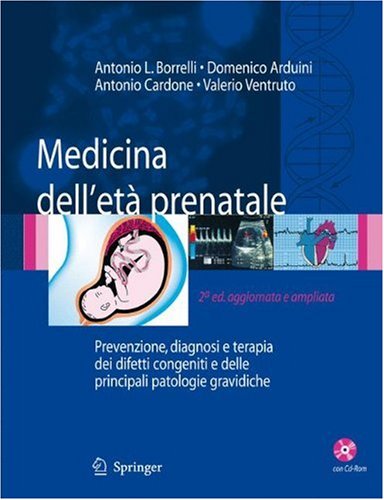 Antonio L. Borrelli · Domenico Arduini
Antonio Cardone · Valerio Ventruto
Medicina
dell'età prenatale
2ª ed. aggiornata e ampliata
Prevenzione, diagnosi e terapia
dei difetti congeniti e delle
principali patologie gravidiche
Springer
con Cd-Rom